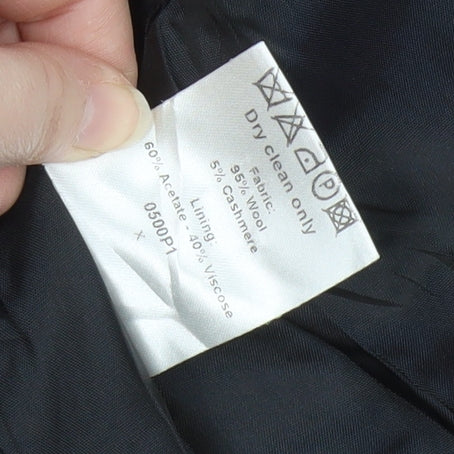 P
Dry clean only
Fabric:
95% Wool
5% Cashmere
Lining:
60% Acetate - 40% Viscose
0500P1
x